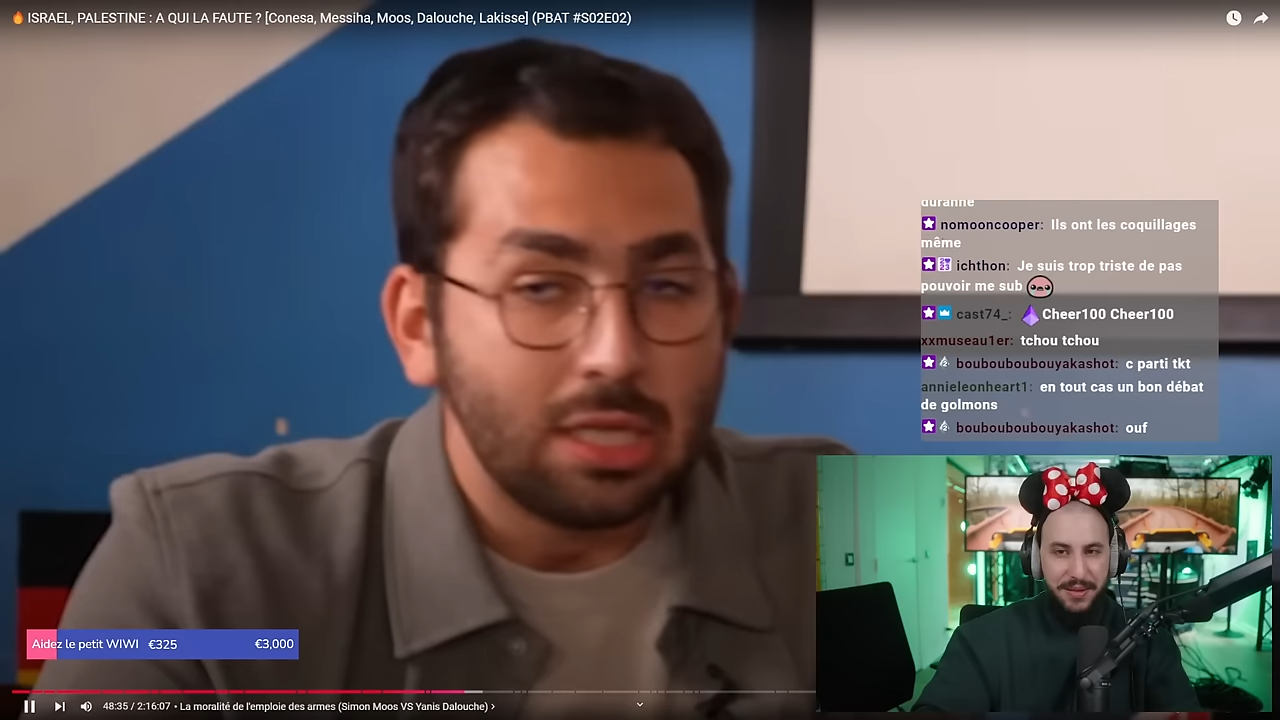 🔥 ISRAEL, PALESTINE : A QUI LA FAUTE ? [Conesa, Messiha, Moos, Dalouche, Lakisse] (PBAT #S02E02)
duranne
nomooncooper: Ils ont les coquillages
même
ichthon: Je suis trop triste de pas
pouvoir me sub
cast74_: Cheer100 Cheer100
xxmuseau1er: tchou tchou
bouboubouboyakashot: c parti tkt
annieleonheart1: en tout cas un bon débat
de golmons
bouboubouboyakashot: ouf
Aidez le petit WIWI €325 €3,000
48:35 / 2:16:07 • La moralité de l'emploie des armes (Simon Moos VS Yanis Dalouche) ›